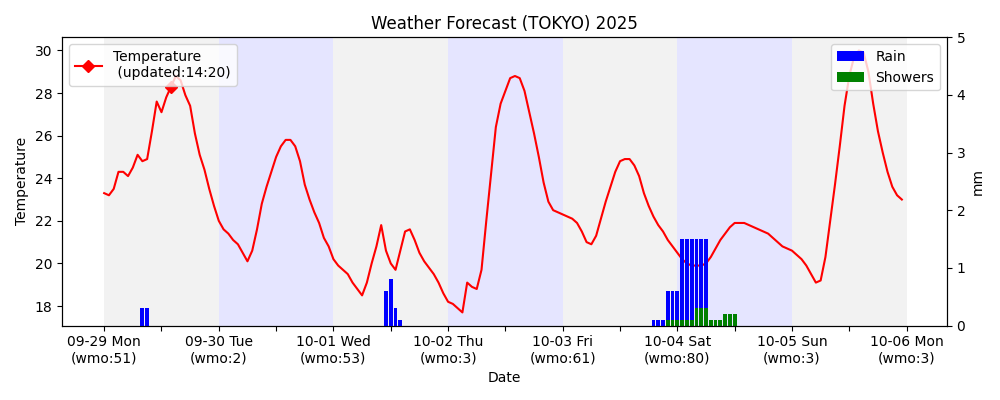 Weather Forecast (TOKYO) 2025
Temperature
(updated:14:20)
Rain
Showers
30
28
26
24
22
20
18
Temperature
5
4
3
2
1
0
mm
09-29 Mon
(wmo:51)
09-30 Tue
(wmo:2)
10-01 Wed
(wmo:53)
10-02 Thu
(wmo:3)
10-03 Fri
(wmo:61)
10-04 Sat
(wmo:80)
10-05 Sun
(wmo:3)
10-06 Mon
(wmo:3)
Date